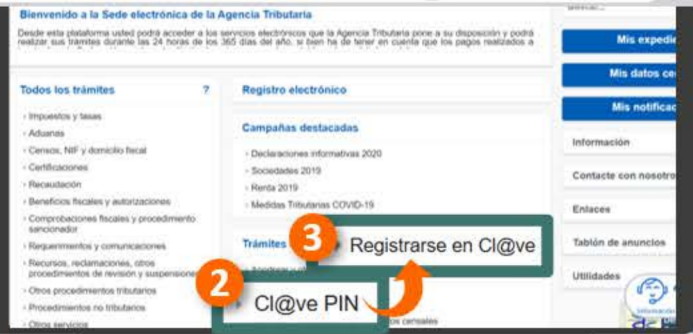 Bienvenido a la Sede electrónica de la Agencia Tributaria
Desde esta plataforma usted podrá acceder a los servicios electrónicos que la Agencia Tributaria pone a su disposición y podrá
realizar sus trámites durante las 24 horas de los 365 días del año, si bien ha de tener en cuenta que los pagos realizados a
Todos los trámites ?
Impuestos y tasas
Aduanas
Censos, NIF y domicilio fiscal
Certificaciones
Recaudación
Beneficios fiscales y autorizaciones
Comprobaciones fiscales y procedimiento
sancionador
Requerimientos y comunicaciones
Recursos, reclamaciones, otros
procedimientos de revisión y suspensiones
Otros procedimientos tributarios
Procedimientos no tributarios
Otros servicios
Registro electrónico
Campañas destacadas
Declaraciones informativas 2020
Sociedades 2019
Renta 2019
Medidas Tributarias COVID-19
Trámites
3 Registrarse en Cl@ve
2 Cl@ve PIN
censales
Mis expedie
Mis datos ce
Mis notificac
Información
Contacte con nosotro
Enlaces
Tablón de anuncios
Utilidades
Información